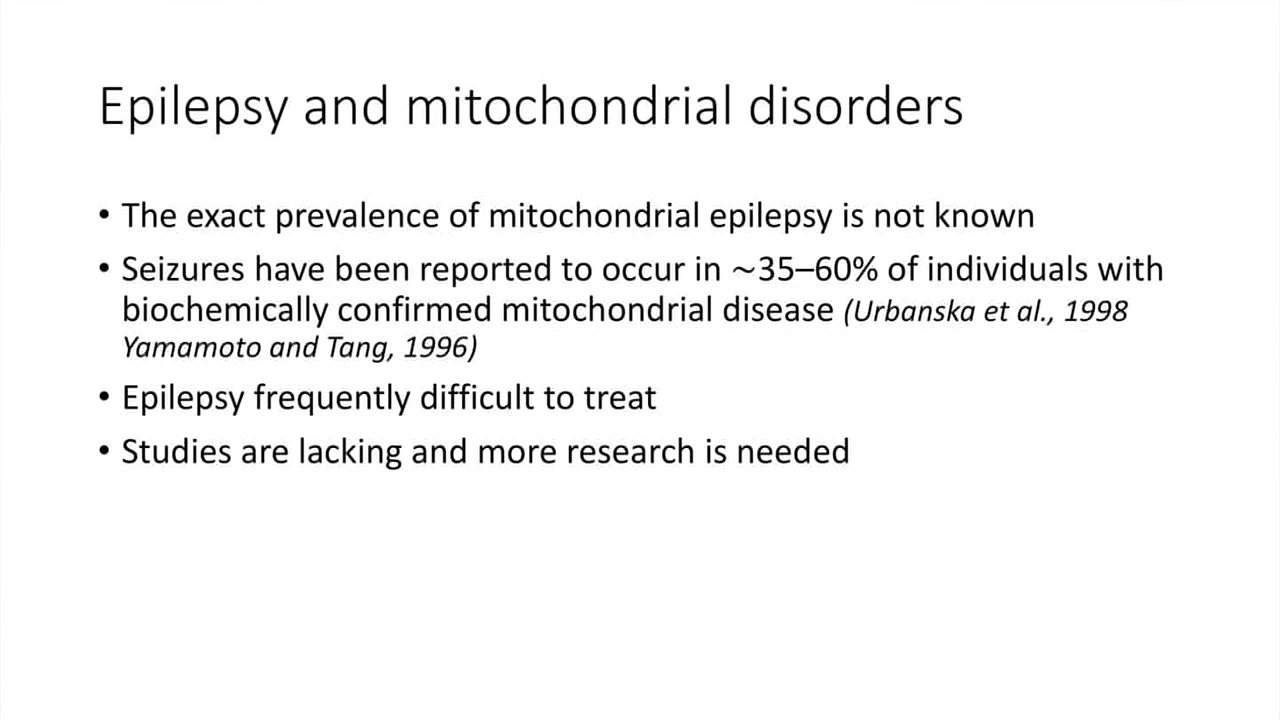 Epilepsy and mitochondrial disorders
• The exact prevalence of mitochondrial epilepsy is not known
• Seizures have been reported to occur in ~35–60% of individuals with
biochemically confirmed mitochondrial disease (Urbanska et al., 1998
Yamamoto and Tang, 1996)
• Epilepsy frequently difficult to treat
• Studies are lacking and more research is needed